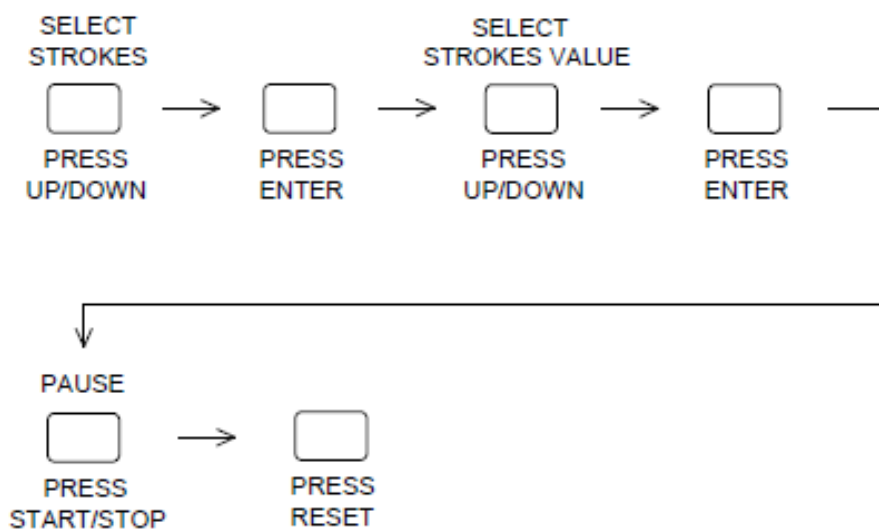 SELECT
STROKES
PRESS
UP/DOWN
PRESS
ENTER
SELECT
STROKES VALUE
PRESS
UP/DOWN
PRESS
ENTER
PAUSE
PRESS
START/STOP
PRESS
RESET